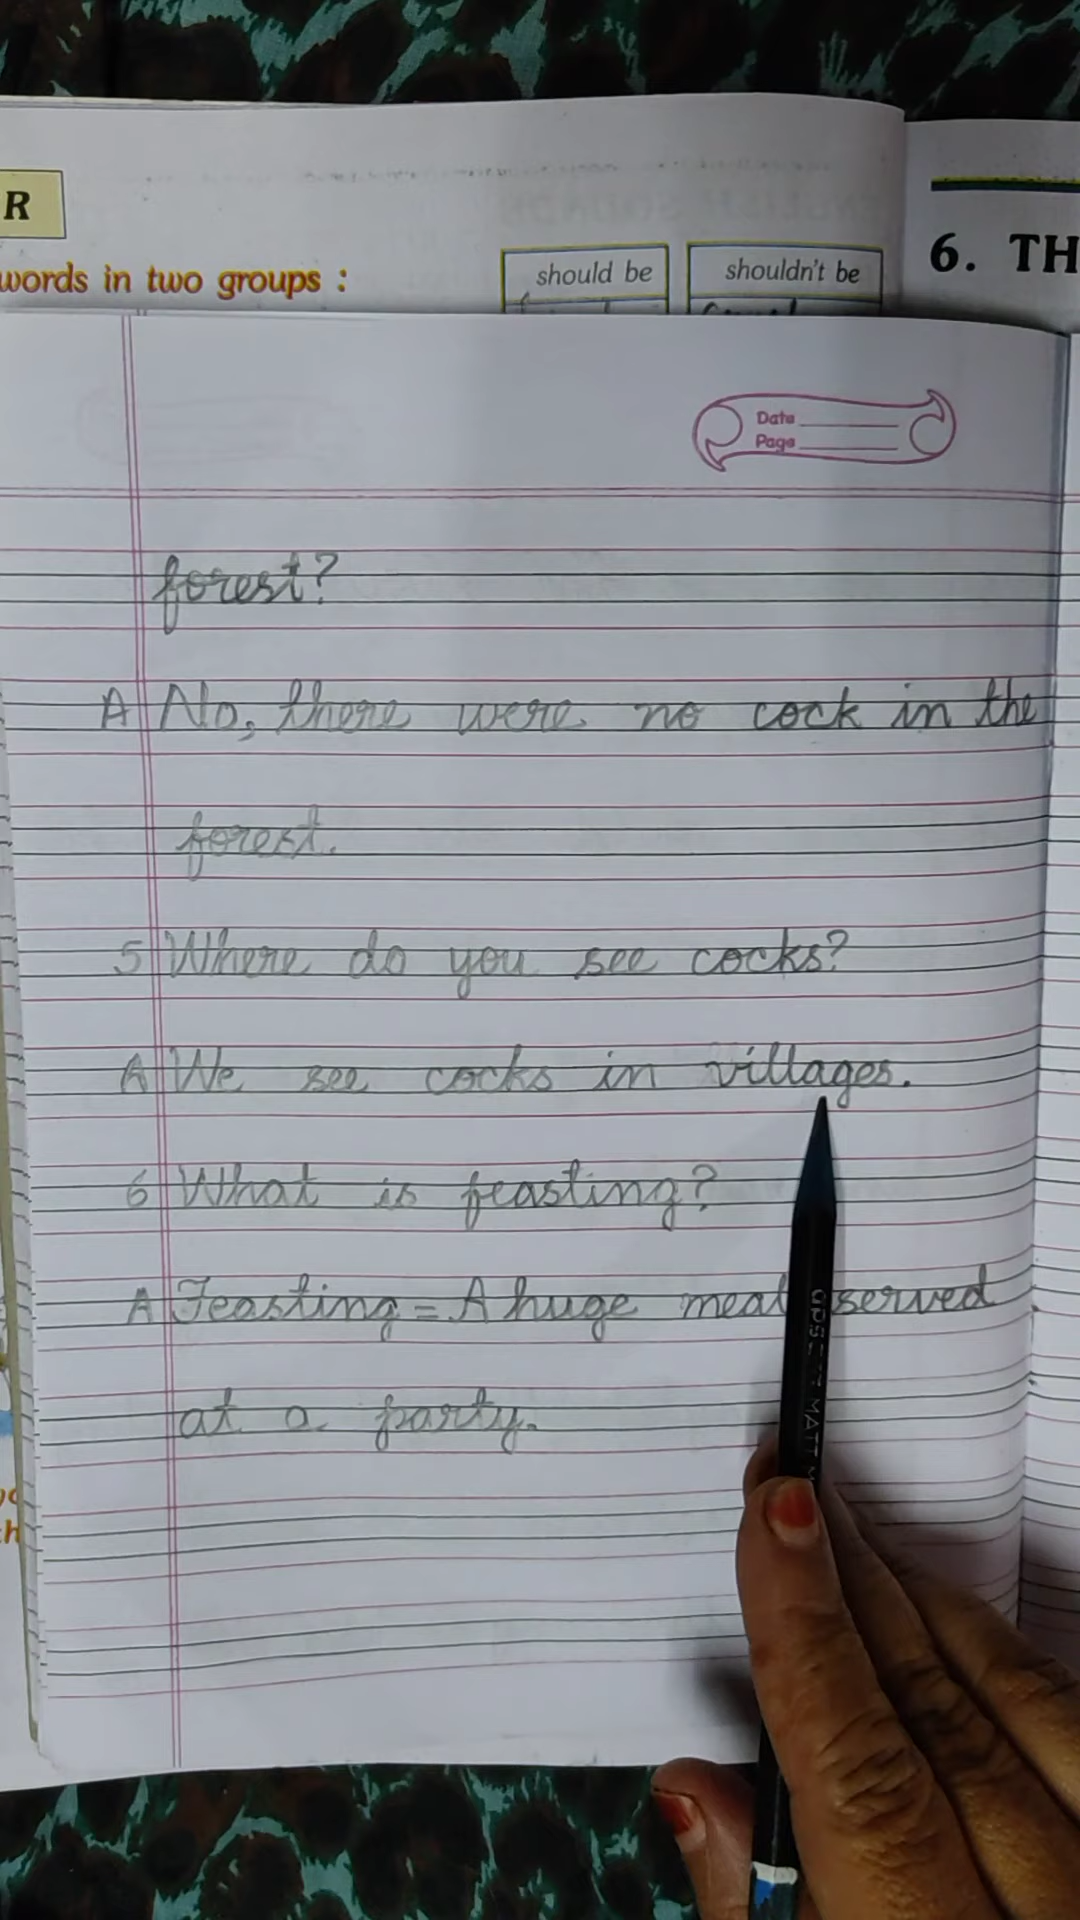 R
words in two groups :
should be
shouldn't be
6. TH
Date
Page
forest?
A No, there were no cock in the
forest.
5 Where do you see cocks?
A We see cocks in villages.
6 What is feasting?
A Feasting = A huge meal served
at a party.